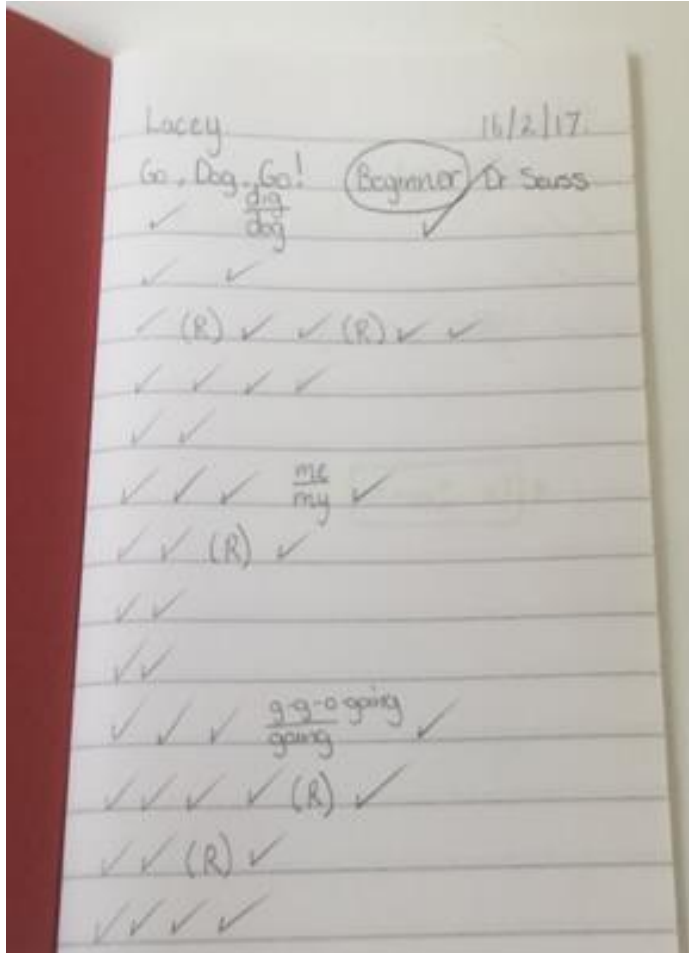 Lacey 16/2/17.
Go, Dog, Go! Beginner Dr Seuss
✓ dig ✓
dog
✓ ✓
✓ (R) ✓ ✓ (R) ✓ ✓
✓ ✓ ✓ ✓
✓ ✓
✓ ✓ ✓ me ✓
my
✓ ✓ (R) ✓
✓ ✓
✓ ✓
✓ ✓ ✓ g-g-o going ✓
going
✓ ✓ ✓ ✓ (R) ✓
✓ ✓ (R) ✓
✓ ✓ ✓ ✓